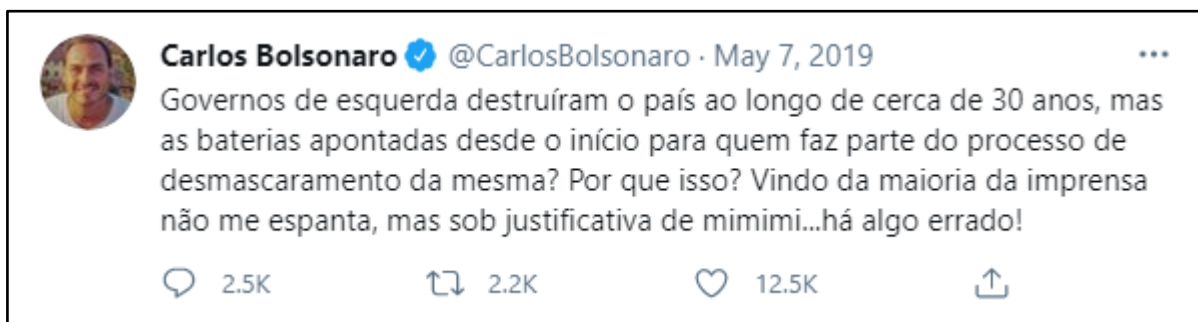 Carlos Bolsonaro @CarlosBolsonaro · May 7, 2019
Governos de esquerda destruíram o país ao longo de cerca de 30 anos, mas
as baterias apontadas desde o início para quem faz parte do processo de
desmascaramento da mesma? Por que isso? Vindo da maioria da imprensa
não me espanta, mas sob justificativa de mimimi...há algo errado!
2.5K 2.2K 12.5K